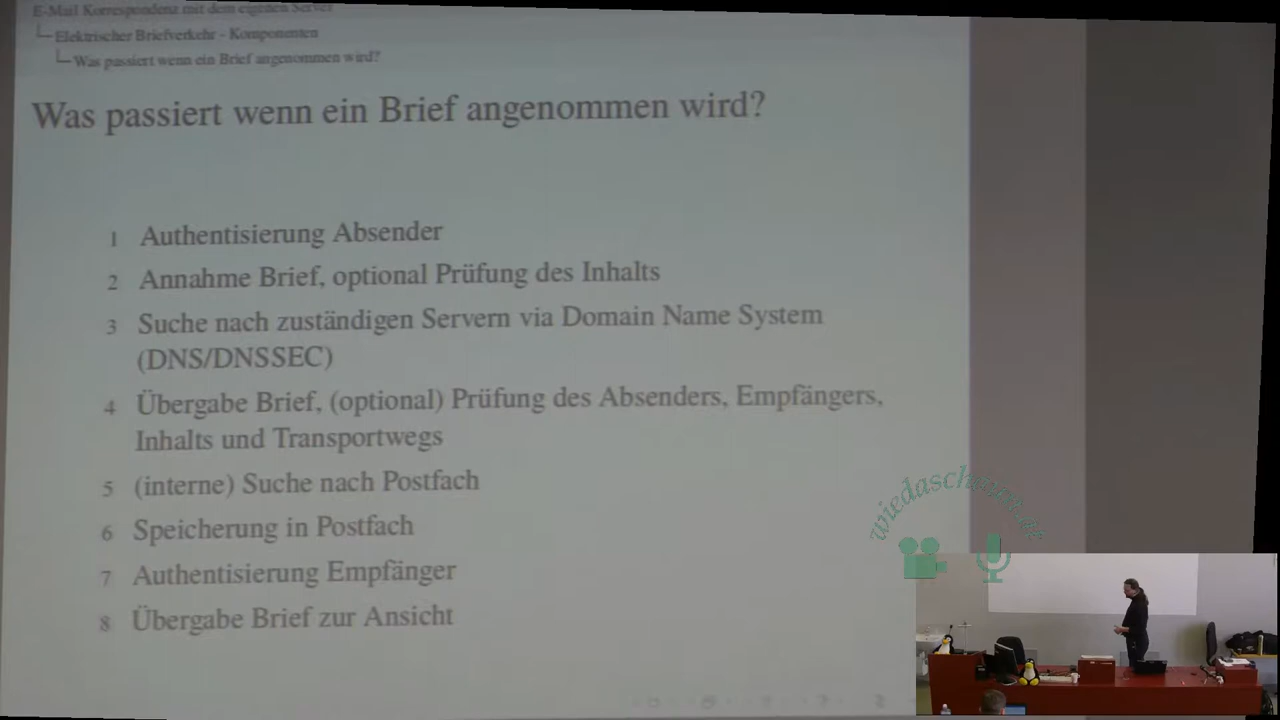 E-Mail Korrespondenz mit dem eigenen Server
Elektrischer Briefverkehr - Komponenten
Was passiert wenn ein Brief angenommen wird?
Was passiert wenn ein Brief angenommen wird?
1 Authentisierung Absender
2 Annahme Brief, optional Prüfung des Inhalts
3 Suche nach zuständigen Servern via Domain Name System
(DNS/DNSSEC)
4 Übergabe Brief, (optional) Prüfung des Absenders, Empfängers,
Inhalts und Transportwegs
5 (interne) Suche nach Postfach
6 Speicherung in Postfach
7 Authentisierung Empfänger
8 Übergabe Brief zur Ansicht